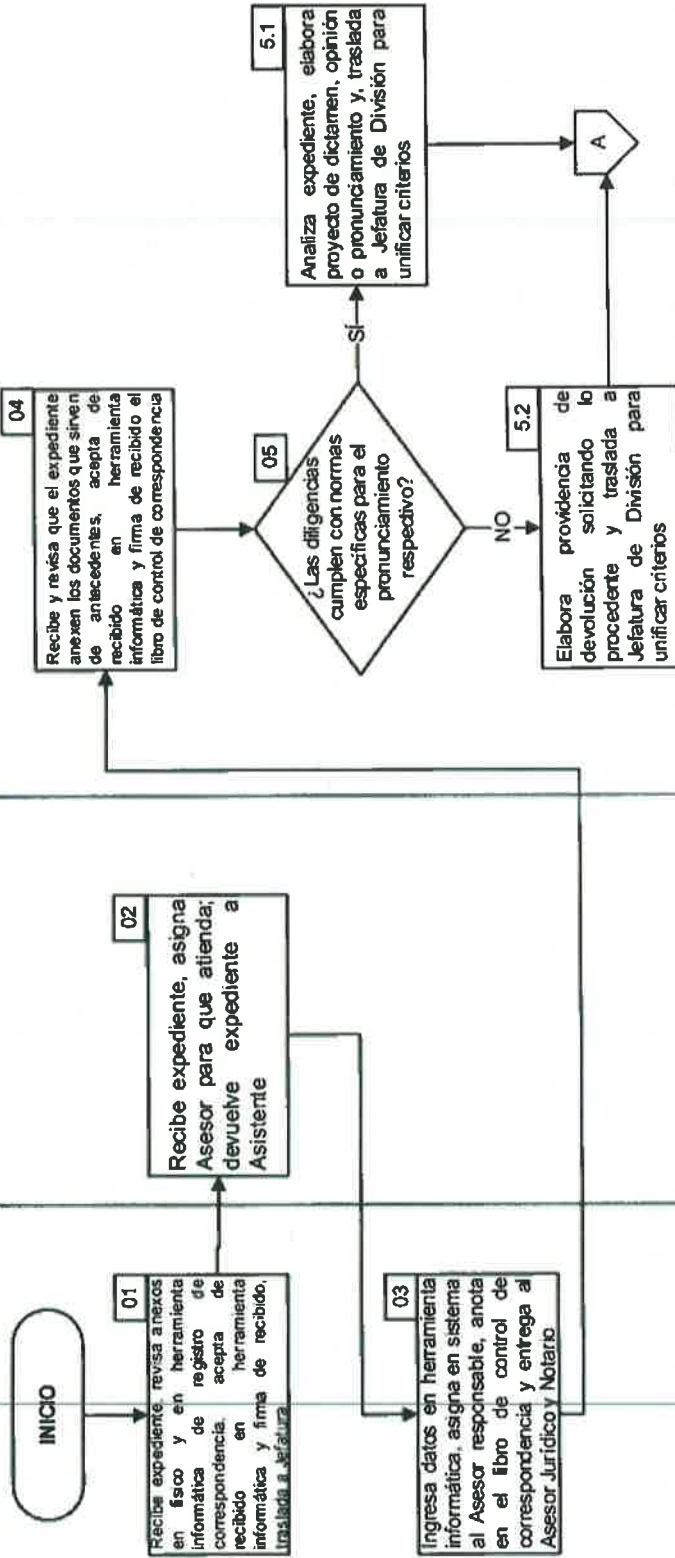 INICIO
01
Recibe expediente, revisa anexos
en físico y en herramienta
informática de registro de
correspondencia, acepta de
recibido en herramienta
informática y firma de recibido,
traslada a Jefatura
02
Recibe expediente, asigna
Asesor para que atienda;
devuelve expediente a
Asistente
03
Ingresa datos en herramienta
informática, asigna en sistema
al Asesor responsable, anota
en el libro de control de
correspondencia y entrega al
Asesor Jurídico y Notario
04
Recibe y revisa que el expediente
anexen los documentos que sirven
de antecedentes, acepta de
recibido en herramienta
informática y firma de recibido el
libro de control de correspondencia
05
¿Las diligencias
cumplen con normas
específicas para el
pronunciamiento
respectivo?
SÍ
5.1
Analiza expediente, elabora
proyecto de dictamen, opinión
o pronunciamiento y, traslada
a Jefatura de División para
unificar criterios
NO
5.2
Elabora providencia de
devolución solicitando lo
procedente y traslada a
Jefatura de División para
unificar criterios
A